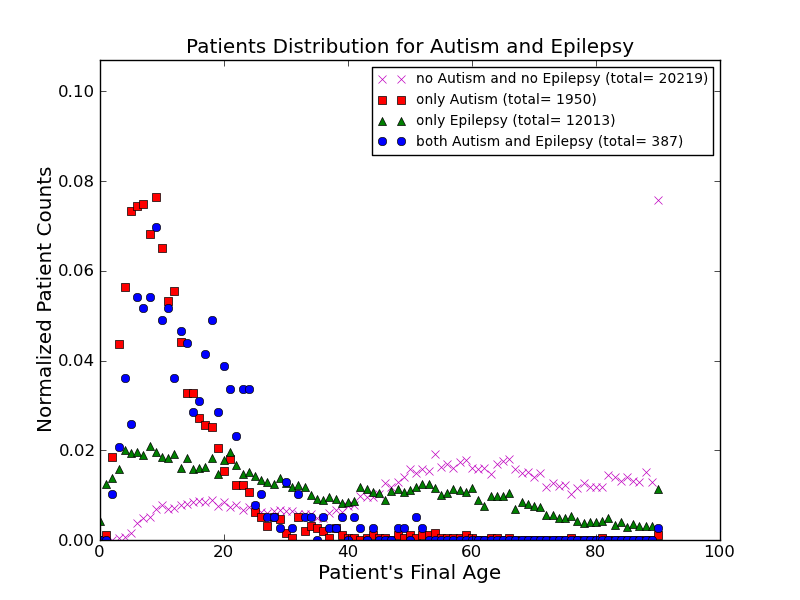 Patients Distribution for Autism and Epilepsy
no Autism and no Epilepsy (total= 20219)
only Autism (total= 1950)
only Epilepsy (total= 12013)
both Autism and Epilepsy (total= 387)
Normalized Patient Counts
0.10
0.08
0.06
0.04
0.02
0.00
0 20 40 60 80 100
Patient's Final Age